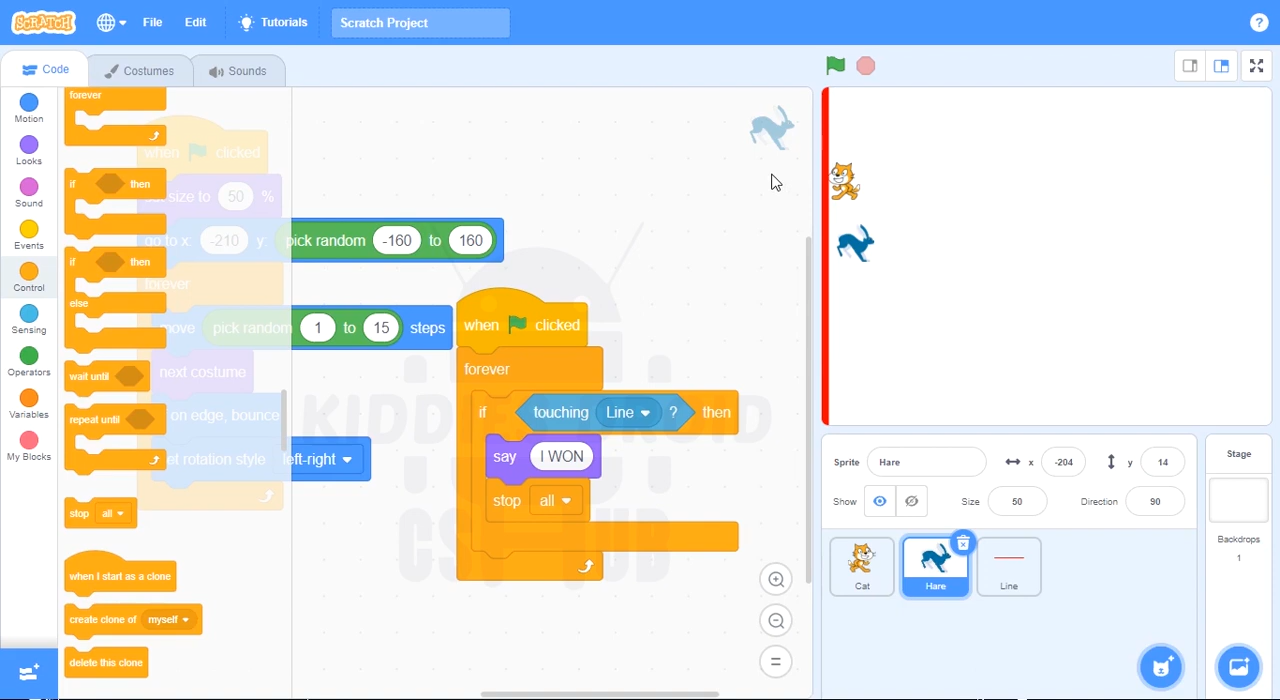 SCRATCH File Edit Tutorials Scratch Project ?
Code Costumes Sounds
Motion
Looks
Sound
Events
Control
Sensing
Operators
Variables
My Blocks
forever
if then
if then
else
wait until
repeat until
stop all
when I start as a clone
create clone of myself
delete this clone
when clicked
set size to 50 %
go to x: -210 y: pick random -160 to 160
forever
move pick random 1 to 15 steps
next costume
on edge, bounce
set rotation style left-right
when clicked
forever
if touching Line ? then
say I WON
stop all
Sprite Hare x -204 y 14
Show Size 50 Direction 90
Cat
Hare
Line
Stage
Backdrops
1